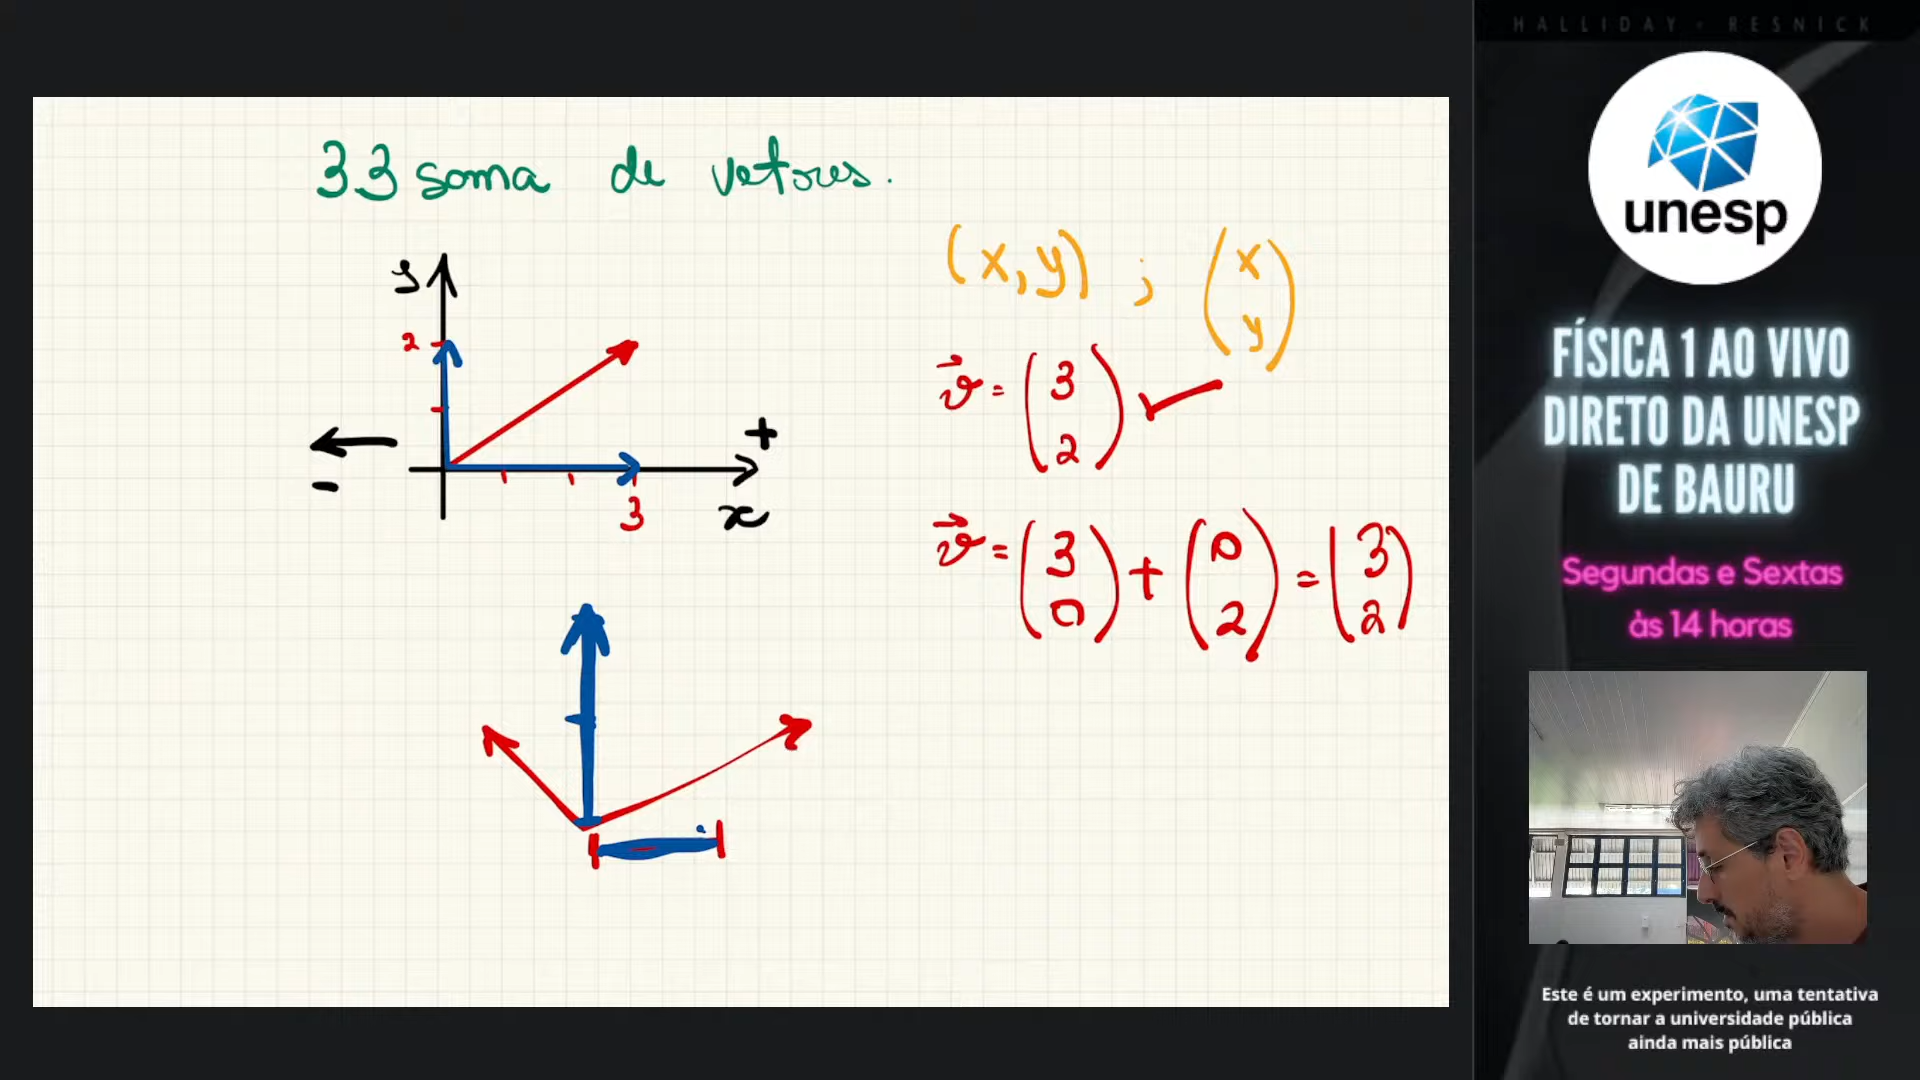 3.3 soma de vetores.
(x, y) ; (x
y)
y
2
v⃗ = (3
2)
+
-
3
x
v⃗ = (3
0) + (0
2) = (3
2)
HALLIDAY • RESNICK
unesp
FÍSICA 1 AO VIVO
DIRETO DA UNESP
DE BAURU
Segundas e Sextas
às 14 horas
Este é um experimento, uma tentativa
de tornar a universidade pública
ainda mais pública